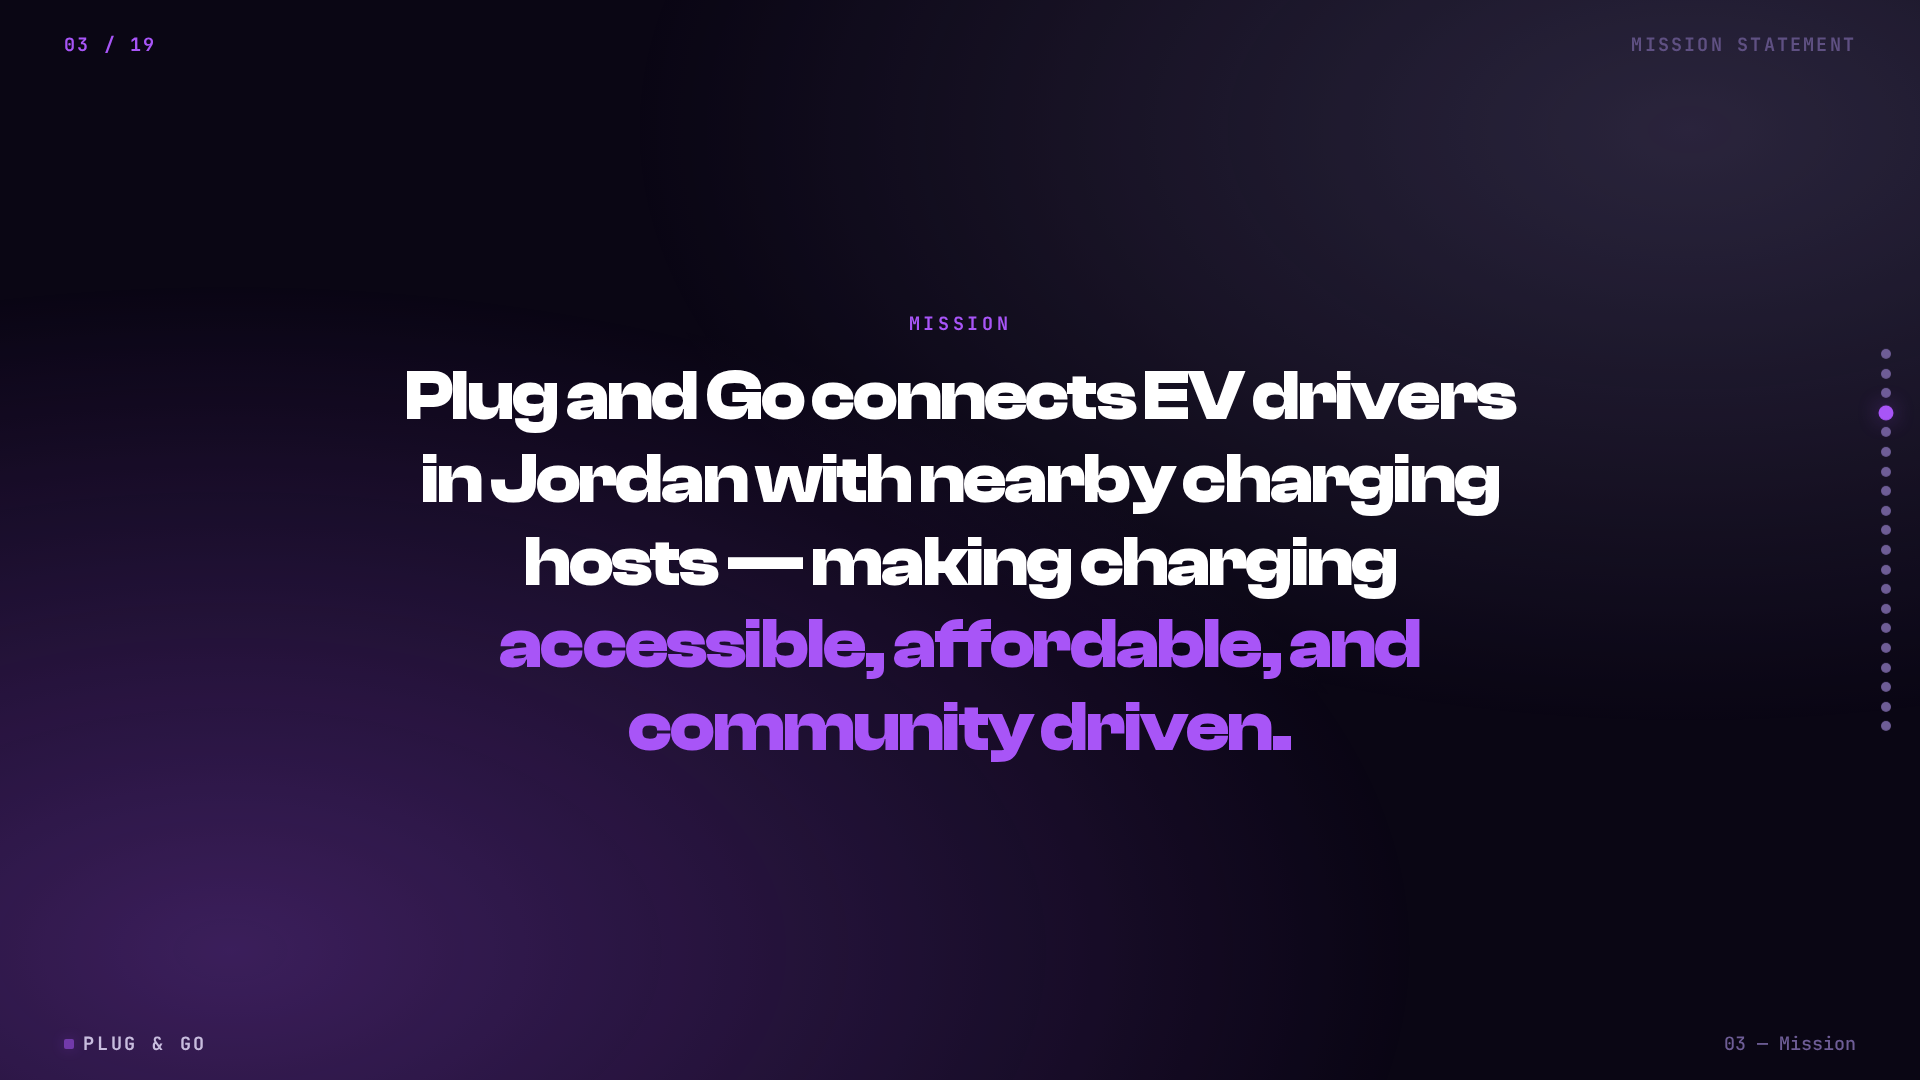 03 / 19
MISSION STATEMENT
MISSION
Plug and Go connects EV drivers
in Jordan with nearby charging
hosts — making charging
accessible, affordable, and
community driven.
PLUG & GO
03 — Mission